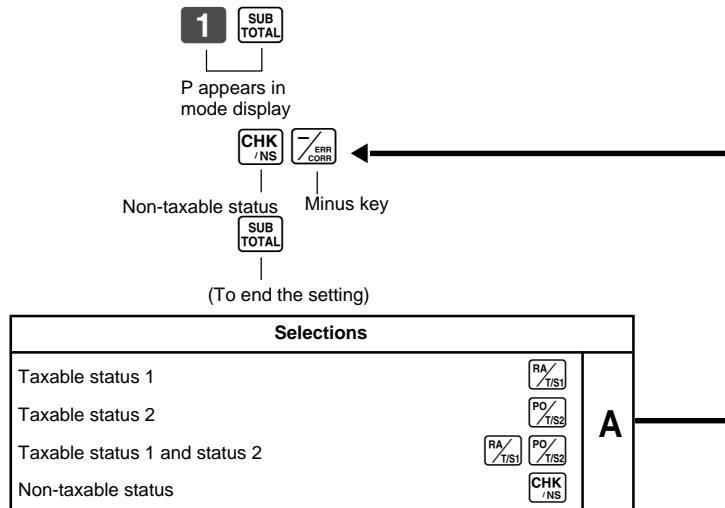 1 SUB TOTAL
P appears in
mode display
CHK /NS − ERR CORR
Non-taxable status Minus key
SUB TOTAL
(To end the setting)
Selections
Taxable status 1 RA T/S1
Taxable status 2 PO T/S2
Taxable status 1 and status 2 RA T/S1 PO T/S2
Non-taxable status CHK /NS
A